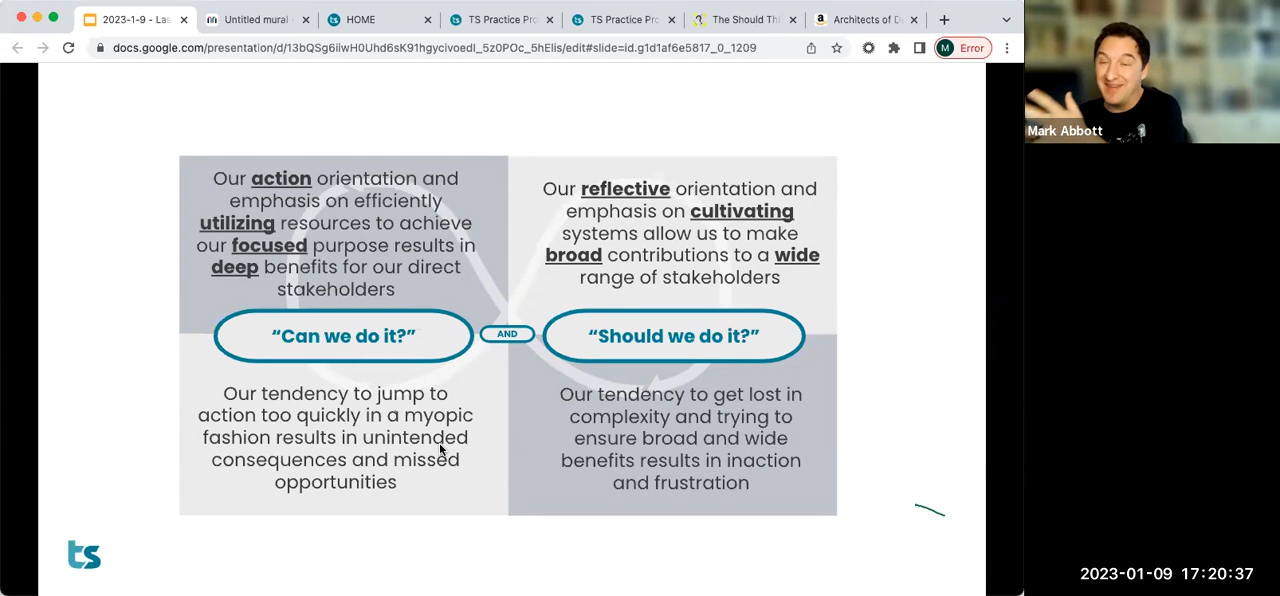 2023-1-9 - Las
Untitled mural
HOME
TS Practice Pro
TS Practice Pro
The Should Thi
Architects of De
docs.google.com/presentation/d/13bQSg6ilwH0Uhd6sK91hgycivoedI_5z0POc_5hElis/edit#slide=id.g1d1af6e5817_0_1209
M Error
Mark Abbott
Our action orientation and
emphasis on efficiently
utilizing resources to achieve
our focused purpose results in
deep benefits for our direct
stakeholders
Our reflective orientation and
emphasis on cultivating
systems allow us to make
broad contributions to a wide
range of stakeholders
“Can we do it?”
AND
“Should we do it?”
Our tendency to jump to
action too quickly in a myopic
fashion results in unintended
consequences and missed
opportunities
Our tendency to get lost in
complexity and trying to
ensure broad and wide
benefits results in inaction
and frustration
ts
2023-01-09 17:20:37